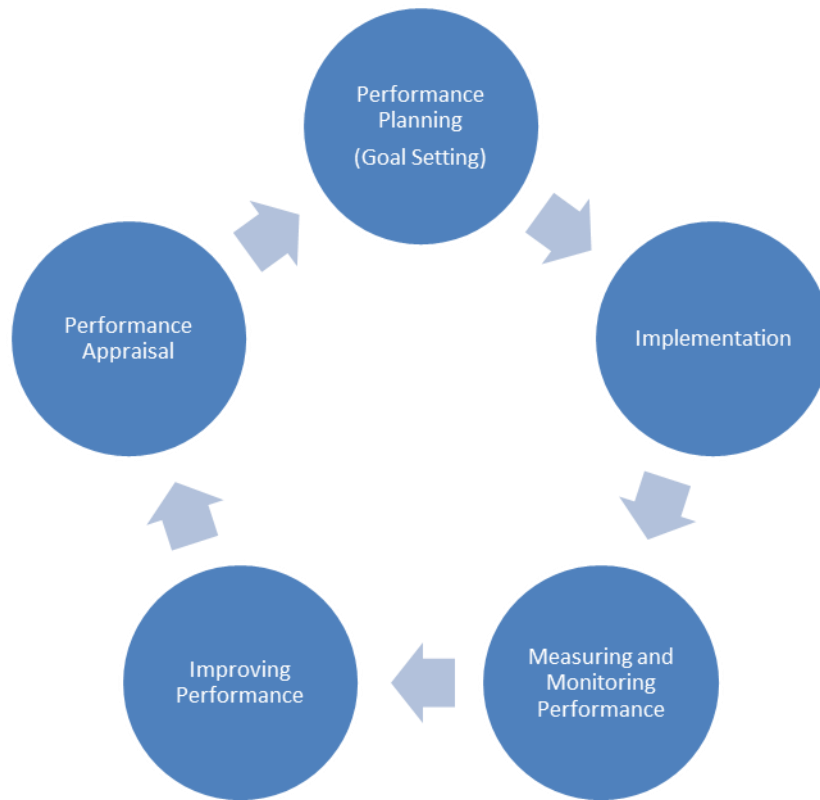 Performance
Planning
(Goal Setting)
Implementation
Measuring and
Monitoring
Performance
Improving
Performance
Performance
Appraisal